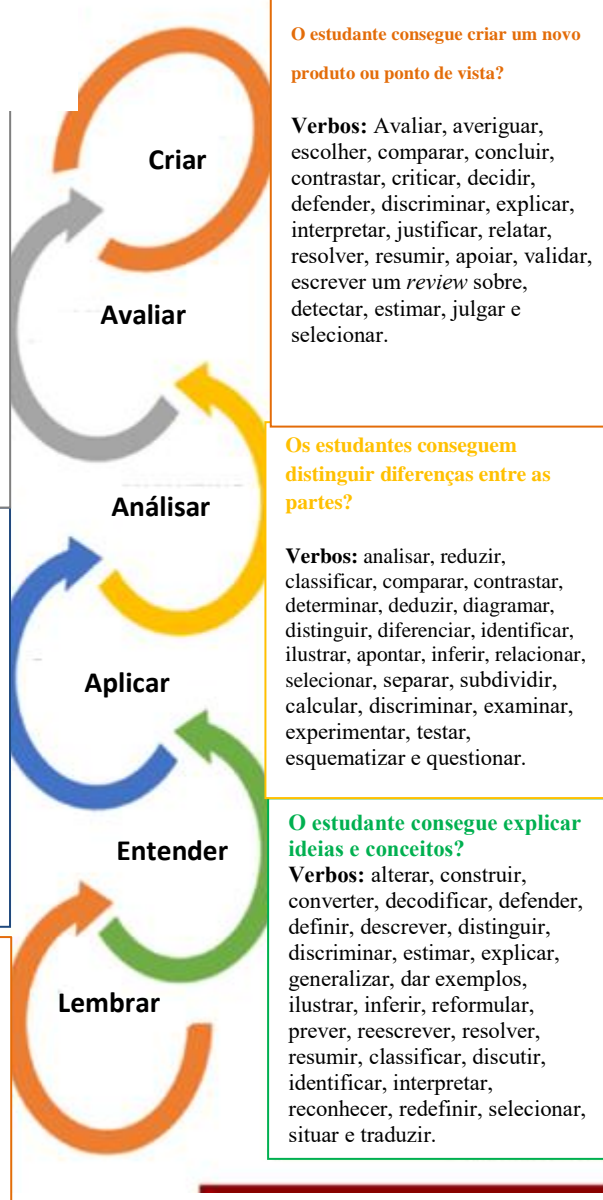 O estudante consegue criar um novo
produto ou ponto de vista?
Verbos: Avaliar, averiguar,
escolher, comparar, concluir,
contrastar, criticar, decidir,
defender, discriminar, explicar,
interpretar, justificar, relatar,
resolver, resumir, apoiar, validar,
escrever um review sobre,
detectar, estimar, julgar e
selecionar.
Criar
Avaliar
Os estudantes conseguem
distinguir diferenças entre as
partes?
Verbos: analisar, reduzir,
classificar, comparar, contrastar,
determinar, deduzir, diagramar,
distinguir, diferenciar, identificar,
ilustrar, apontar, inferir, relacionar,
selecionar, separar, subdividir,
calcular, discriminar, examinar,
experimentar, testar,
esquematizar e questionar.
Análisar
Aplicar
O estudante consegue explicar
ideias e conceitos?
Verbos: alterar, construir,
converter, decodificar, defender,
definir, descrever, distinguir,
discriminar, estimar, explicar,
generalizar, dar exemplos,
ilustrar, inferir, reformular,
prever, reescrever, resolver,
resumir, classificar, discutir,
identificar, interpretar,
reconhecer, redefinir, selecionar,
situar e traduzir.
Entender
Lembrar